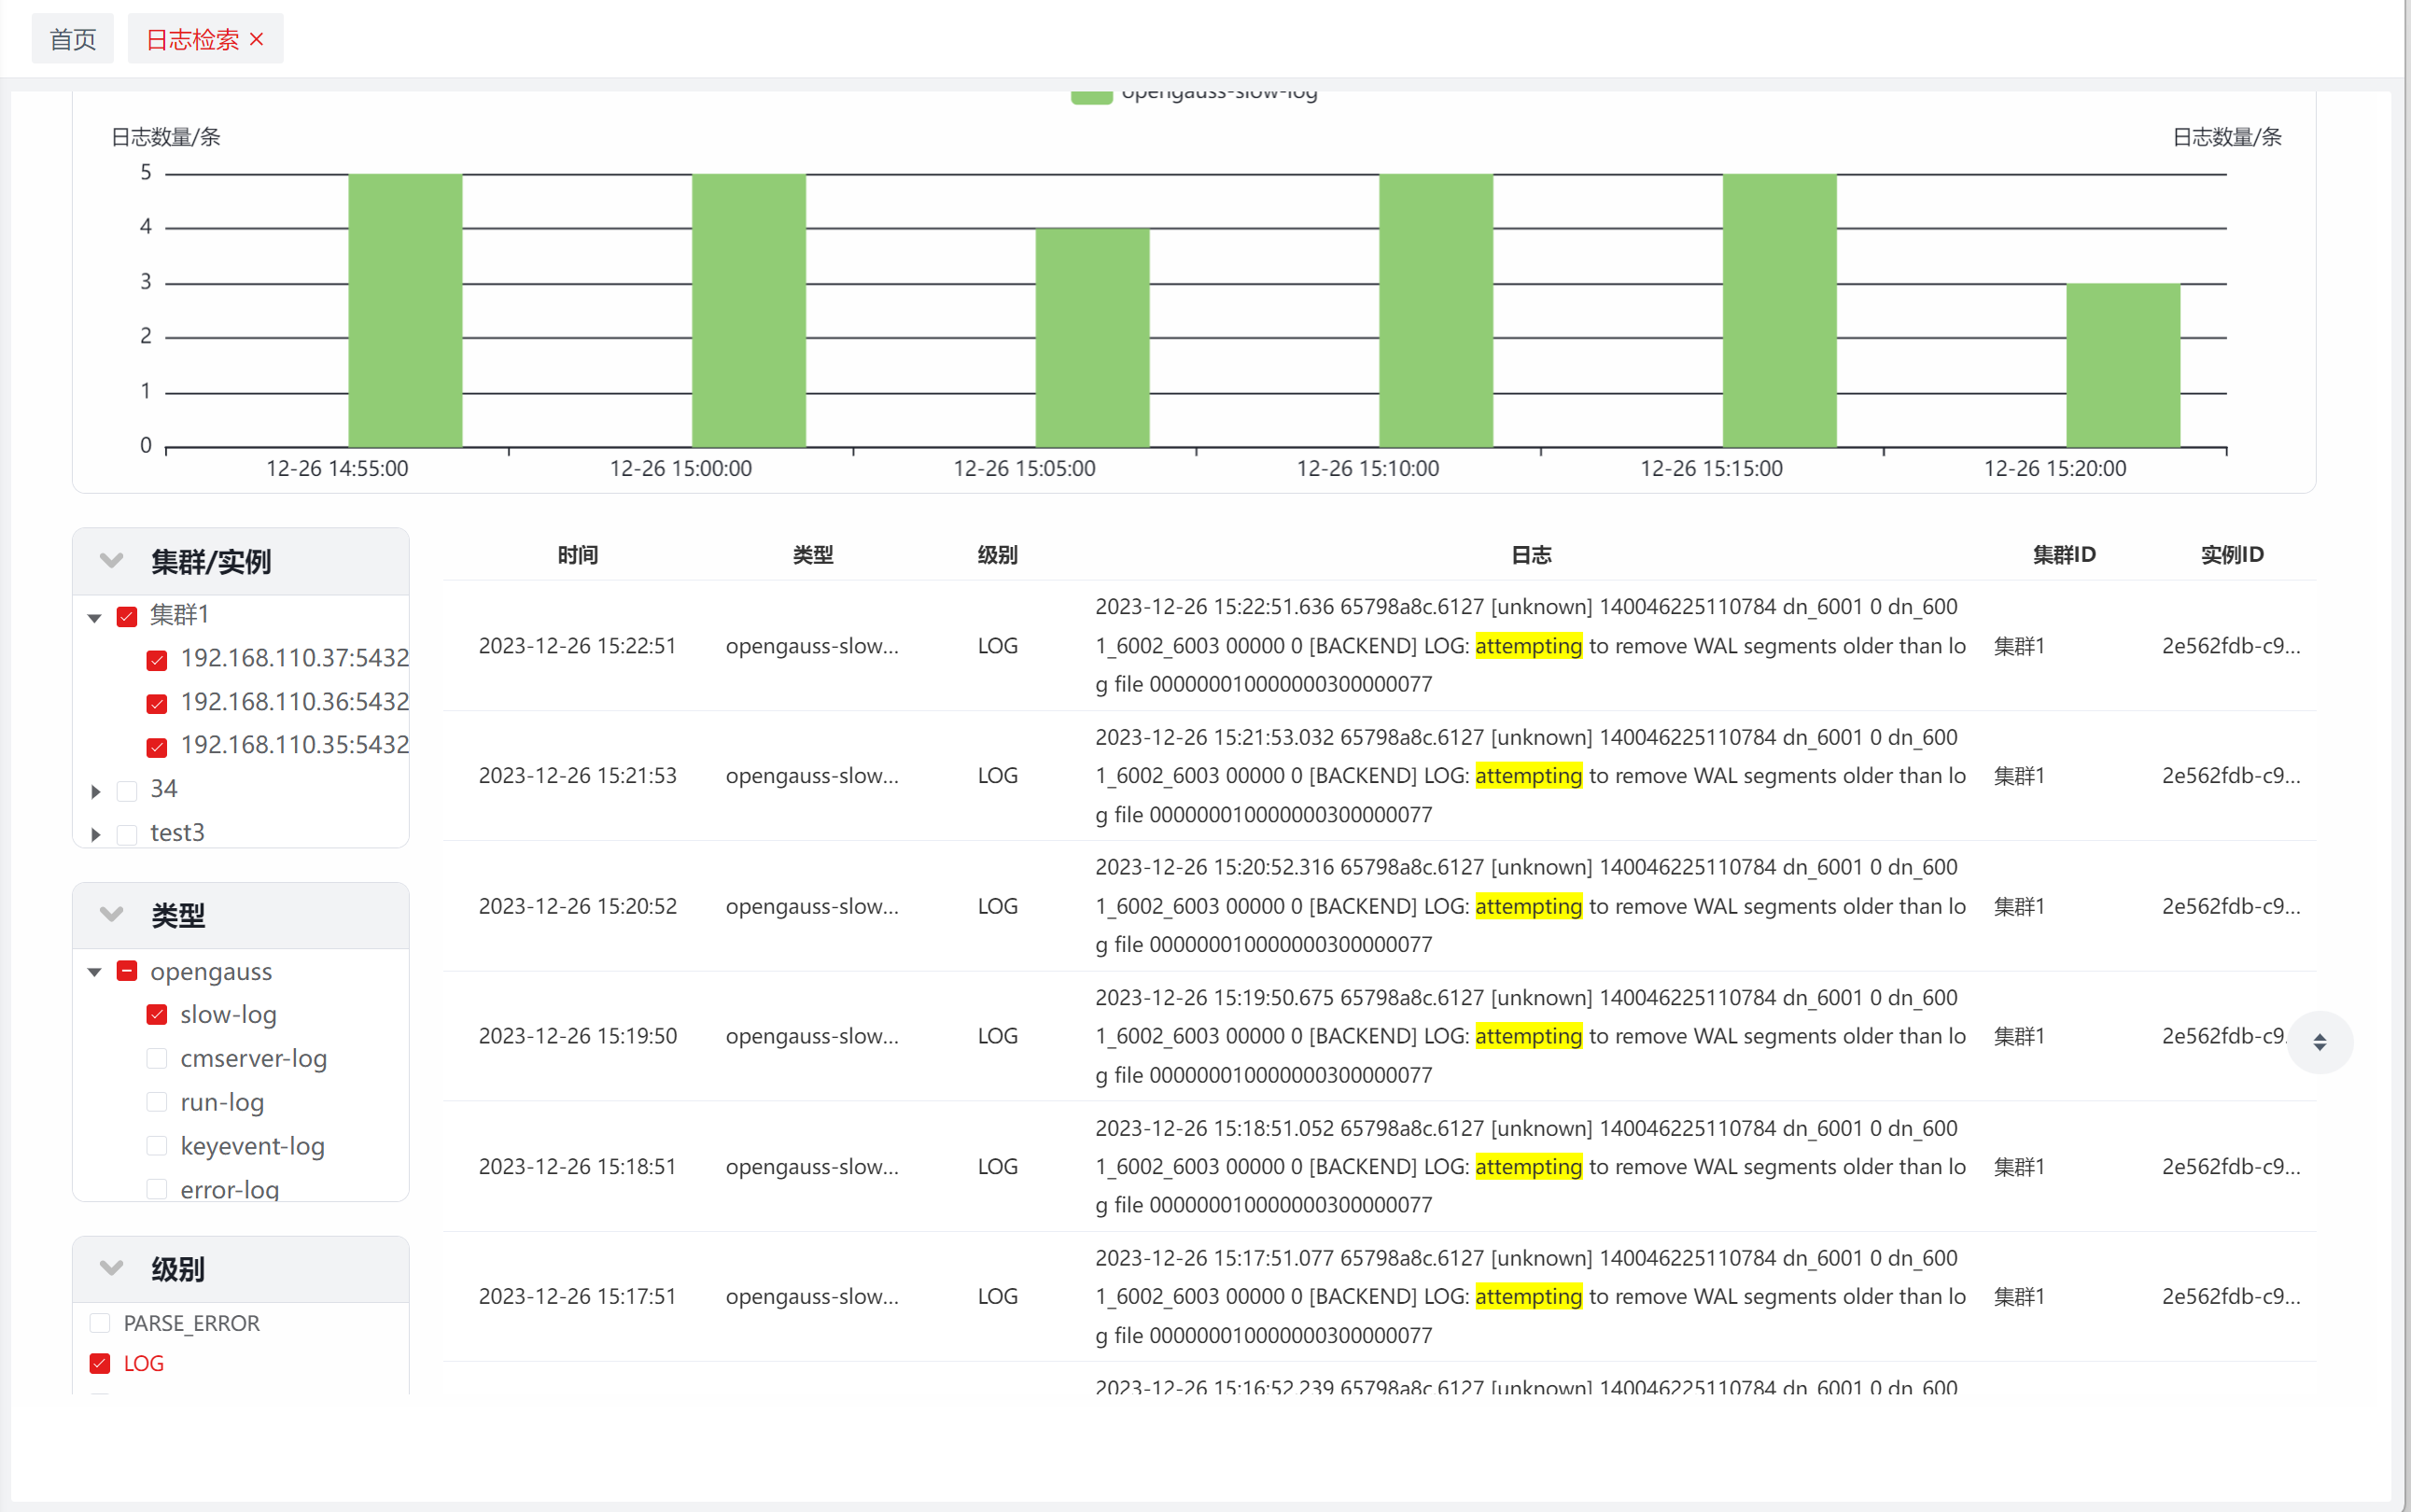 首页
日志检索
opengauss-slow-log
日志数量/条
日志数量/条
5
4
3
2
1
0
12-26 14:55:00
12-26 15:00:00
12-26 15:05:00
12-26 15:10:00
12-26 15:15:00
12-26 15:20:00
集群/实例
集群1
192.168.110.37:5432
192.168.110.36:5432
192.168.110.35:5432
34
test3
类型
opengauss
slow-log
cmserver-log
run-log
keyevent-log
error-log
级别
PARSE_ERROR
LOG
时间 类型 级别 日志 集群ID 实例ID
2023-12-26 15:22:51.636 65798a8c.6127 [unknown] 140046225110784 dn_6001 0 dn_600
2023-12-26 15:22:51 opengauss-slow... LOG 1_6002_6003 00000 0 [BACKEND] LOG: attempting to remove WAL segments older than lo 集群1 2e562fdb-c9...
g file 000000010000000300000077
2023-12-26 15:21:53.032 65798a8c.6127 [unknown] 140046225110784 dn_6001 0 dn_600
2023-12-26 15:21:53 opengauss-slow... LOG 1_6002_6003 00000 0 [BACKEND] LOG: attempting to remove WAL segments older than lo 集群1 2e562fdb-c9...
g file 000000010000000300000077
2023-12-26 15:20:52.316 65798a8c.6127 [unknown] 140046225110784 dn_6001 0 dn_600
2023-12-26 15:20:52 opengauss-slow... LOG 1_6002_6003 00000 0 [BACKEND] LOG: attempting to remove WAL segments older than lo 集群1 2e562fdb-c9...
g file 000000010000000300000077
2023-12-26 15:19:50.675 65798a8c.6127 [unknown] 140046225110784 dn_6001 0 dn_600
2023-12-26 15:19:50 opengauss-slow... LOG 1_6002_6003 00000 0 [BACKEND] LOG: attempting to remove WAL segments older than lo 集群1 2e562fdb-c9.
g file 000000010000000300000077
2023-12-26 15:18:51.052 65798a8c.6127 [unknown] 140046225110784 dn_6001 0 dn_600
2023-12-26 15:18:51 opengauss-slow... LOG 1_6002_6003 00000 0 [BACKEND] LOG: attempting to remove WAL segments older than lo 集群1 2e562fdb-c9...
g file 000000010000000300000077
2023-12-26 15:17:51.077 65798a8c.6127 [unknown] 140046225110784 dn_6001 0 dn_600
2023-12-26 15:17:51 opengauss-slow... LOG 1_6002_6003 00000 0 [BACKEND] LOG: attempting to remove WAL segments older than lo 集群1 2e562fdb-c9...
g file 000000010000000300000077
2023-12-26 15:16:52.239 65798a8c.6127 [unknown] 140046225110784 dn_6001 0 dn_600